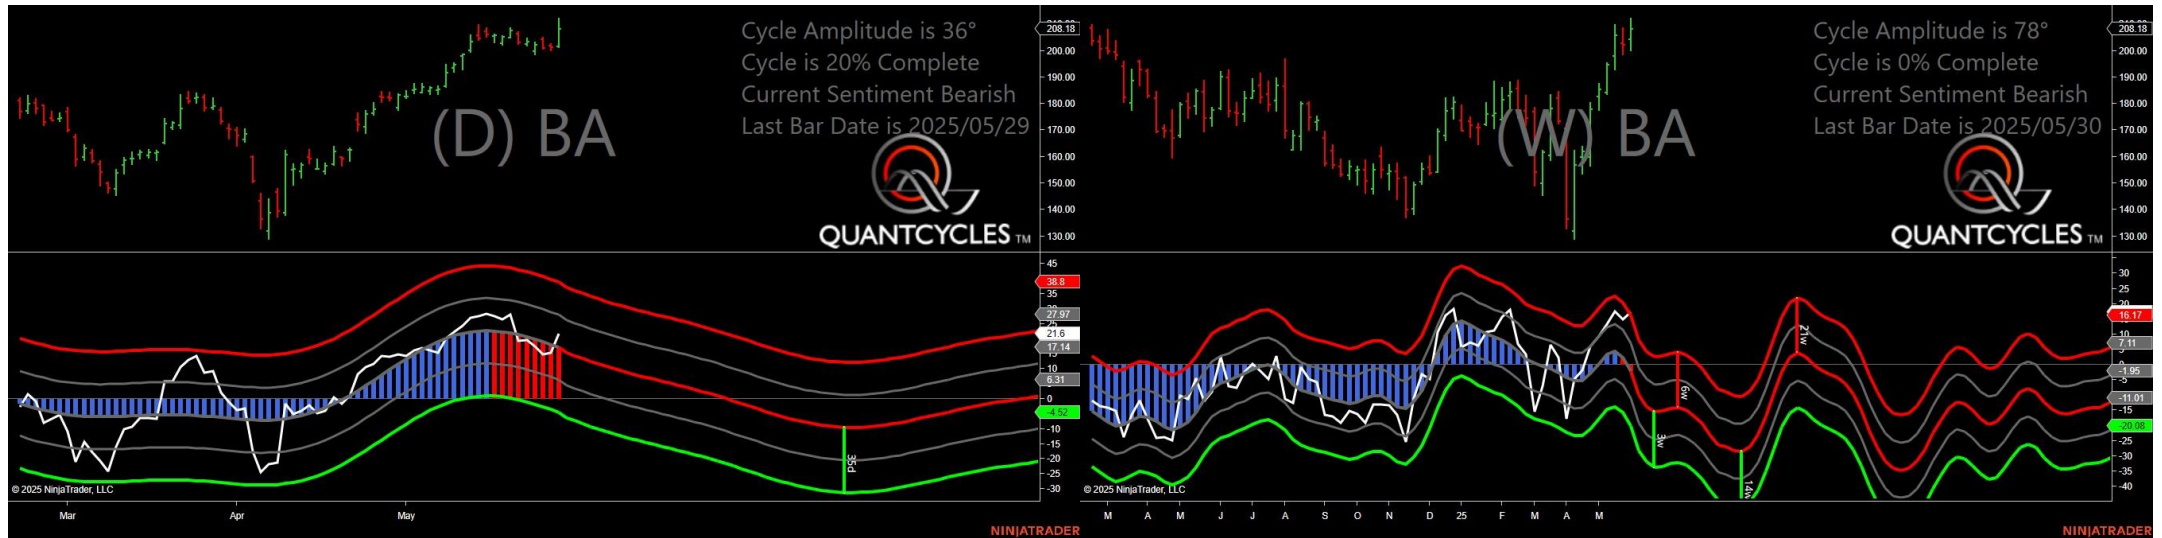 Cycle Amplitude is 36°
Cycle is 20% Complete
Current Sentiment Bearish
Last Bar Date is 2025/05/29
(D) BA
QUANTCYCLES TM
208.18
200.00
190.00
180.00
170.00
160.00
150.00
140.00
130.00
45
38.8
35
27.97
21.6
17.14
10
6.31
0
-4.52
-10
-15
-20
-25
-30
35d
© 2025 NinjaTrader, LLC
Mar Apr May
NINJATRADER
Cycle Amplitude is 78°
Cycle is 0% Complete
Current Sentiment Bearish
Last Bar Date is 2025/05/30
(W) BA
QUANTCYCLES TM
208.18
200.00
190.00
180.00
170.00
160.00
150.00
140.00
130.00
30
25
16.17
10
7.11
-1.95
-5
-11.01
-15
-20.08
-25
-30
-35
-40
6w
3w
14w
21w
© 2025 NinjaTrader, LLC
M A M J J A S O N D 25 F M A M
NINJATRADER